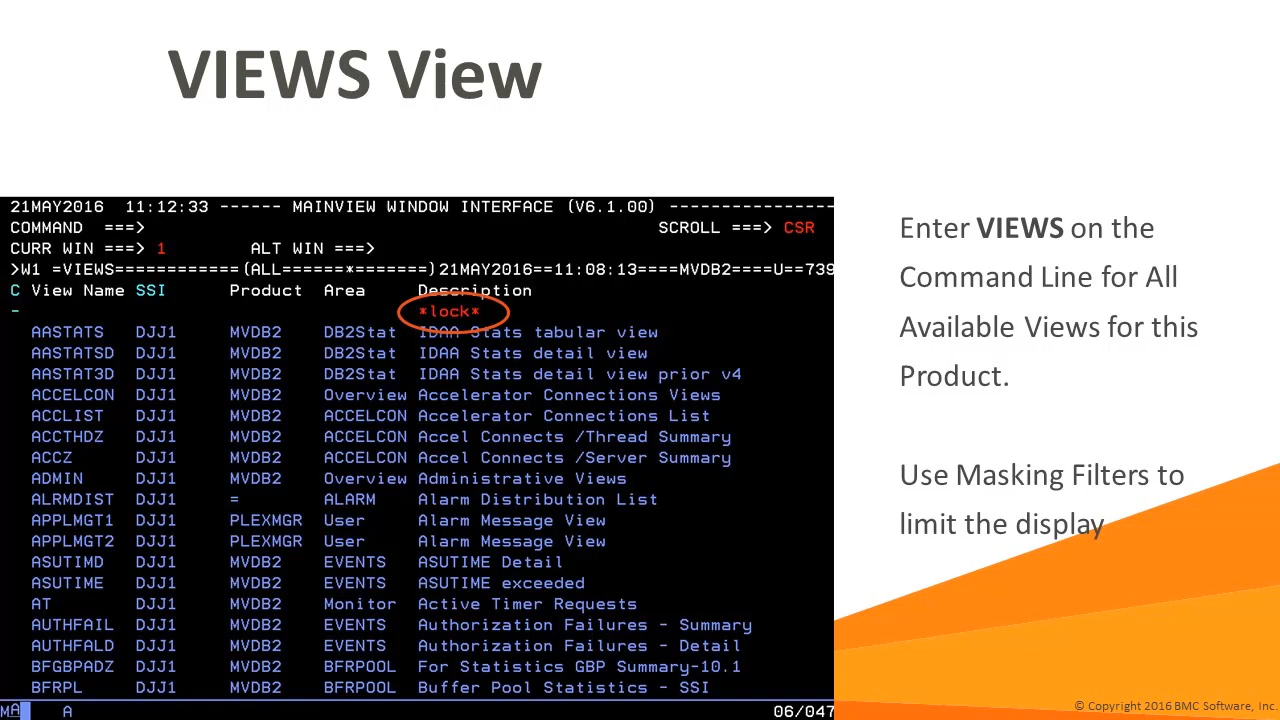 VIEWS View
21MAY2016  11:12:33 ------ MAINVIEW WINDOW INTERFACE (V6.1.00) ----------------
COMMAND  ===>                                                 SCROLL ===> CSR
CURR WIN ===> 1        ALT WIN ===>
>W1 =VIEWS============(ALL======*=======)21MAY2016==11:08:13====MVDB2====U==739
C View Name SSI      Product  Area     Description
-                                      *lock*
  AASTATS   DJJ1     MVDB2    DB2Stat  IDAA Stats tabular view
  AASTATSD  DJJ1     MVDB2    DB2Stat  IDAA Stats detail view
  AASTAT3D  DJJ1     MVDB2    DB2Stat  IDAA Stats detail view prior v4
  ACCELCON  DJJ1     MVDB2    Overview Accelerator Connections Views
  ACCLIST   DJJ1     MVDB2    ACCELCON Accelerator Connections List
  ACCTHDZ   DJJ1     MVDB2    ACCELCON Accel Connects /Thread Summary
  ACCZ      DJJ1     MVDB2    ACCELCON Accel Connects /Server Summary
  ADMIN     DJJ1     MVDB2    Overview Administrative Views
  ALRMDIST  DJJ1     =        ALARM    Alarm Distribution List
  APPLMGT1  DJJ1     PLEXMGR  User     Alarm Message View
  APPLMGT2  DJJ1     PLEXMGR  User     Alarm Message View
  ASUTIMD   DJJ1     MVDB2    EVENTS   ASUTIME Detail
  ASUTIME   DJJ1     MVDB2    EVENTS   ASUTIME exceeded
  AT        DJJ1     MVDB2    Monitor  Active Timer Requests
  AUTHFAIL  DJJ1     MVDB2    EVENTS   Authorization Failures - Summary
  AUTHFALD  DJJ1     MVDB2    EVENTS   Authorization Failures - Detail
  BFGBPADZ  DJJ1     MVDB2    BFRPOOL  For Statistics GBP Summary-10.1
  BFRPL     DJJ1     MVDB2    BFRPOOL  Buffer Pool Statistics - SSI
MA    A                                                                  06/047
Enter VIEWS on the
Command Line for All
Available Views for this
Product.
Use Masking Filters to
limit the display
© Copyright 2016 BMC Software, Inc.